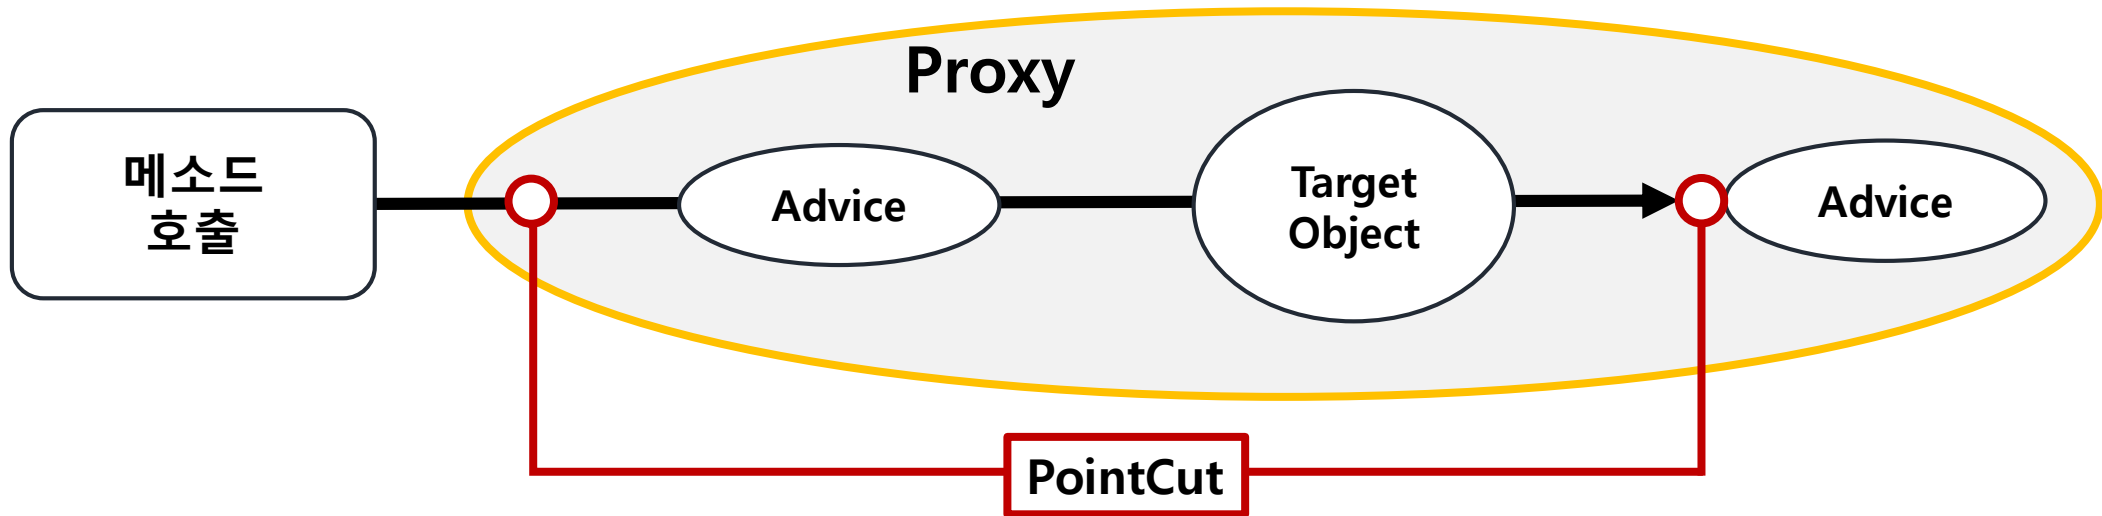 Proxy
메소드
호출
Advice
Target
Object
Advice
PointCut